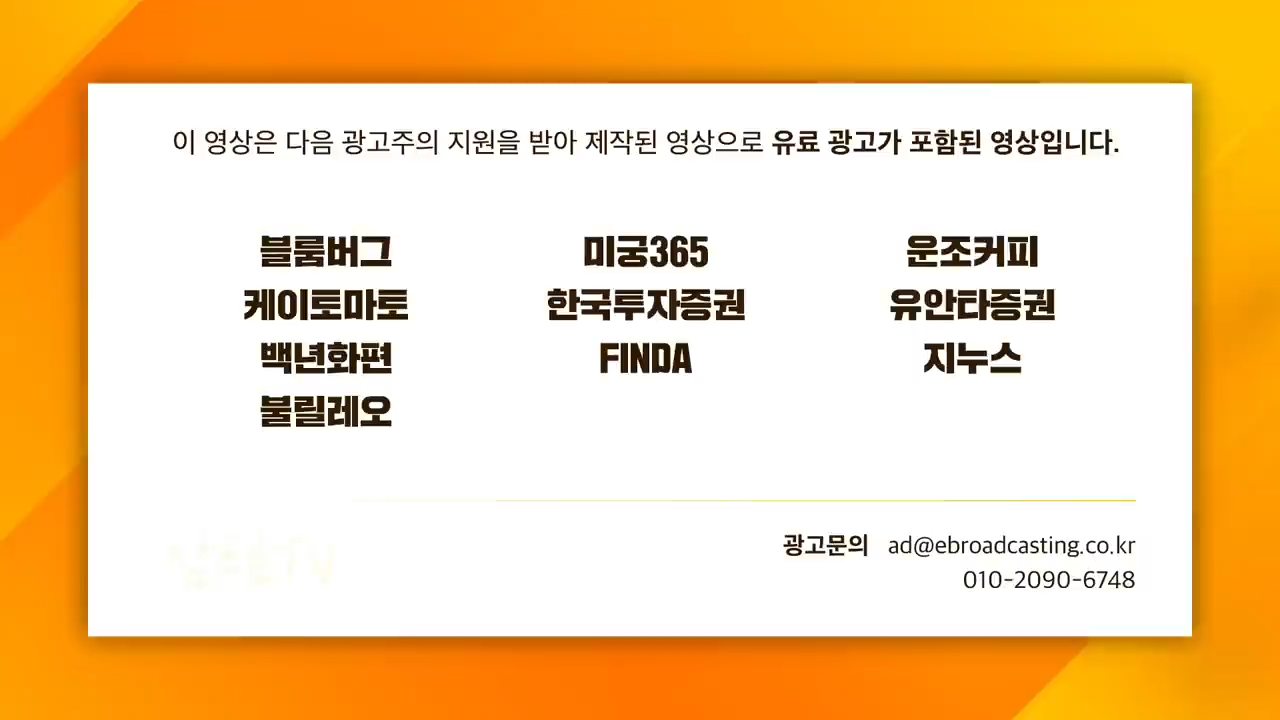 이 영상은 다음 광고주의 지원을 받아 제작된 영상으로 유료 광고가 포함된 영상입니다.
블룸버그 미궁365 운조커피
케이토마토 한국투자증권 유안타증권
백년화편 FINDA 지누스
불릴레오
광고문의 ad@ebroadcasting.co.kr
010-2090-6748